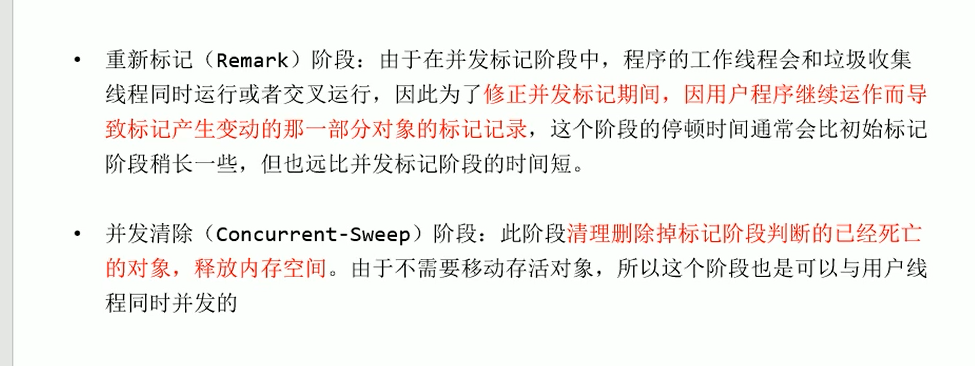 • 重新标记（Remark）阶段：由于在并发标记阶段中，程序的工作线程会和垃圾收集
线程同时运行或者交叉运行，因此为了修正并发标记期间，因用户程序继续运作而导
致标记产生变动的那一部分对象的标记记录，这个阶段的停顿时间通常会比初始标记
阶段稍长一些，但也远比并发标记阶段的时间短。
• 并发清除（Concurrent-Sweep）阶段：此阶段清理删除掉标记阶段判断的已经死亡
的对象，释放内存空间。由于不需要移动存活对象，所以这个阶段也是可以与用户线
程同时并发的